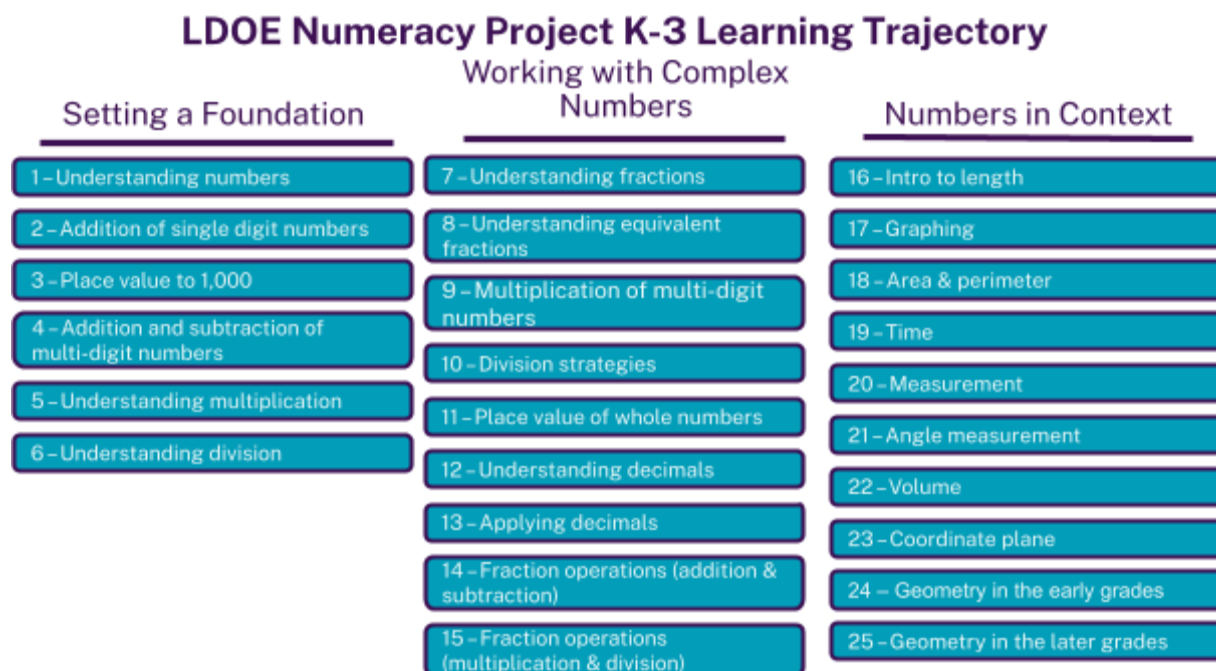 LDOE Numeracy Project K-3 Learning Trajectory
Setting a Foundation
1 – Understanding numbers
2 – Addition of single digit numbers
3 – Place value to 1,000
4 – Addition and subtraction of
multi-digit numbers
5 – Understanding multiplication
6 – Understanding division
Working with Complex
Numbers
7 – Understanding fractions
8 – Understanding equivalent
fractions
9 – Multiplication of multi-digit
numbers
10 – Division strategies
11 – Place value of whole numbers
12 – Understanding decimals
13 – Applying decimals
14 – Fraction operations (addition &
subtraction)
15 – Fraction operations
(multiplication & division)
Numbers in Context
16 – Intro to length
17 – Graphing
18 – Area & perimeter
19 – Time
20 – Measurement
21 – Angle measurement
22 – Volume
23 – Coordinate plane
24 – Geometry in the early grades
25 – Geometry in the later grades